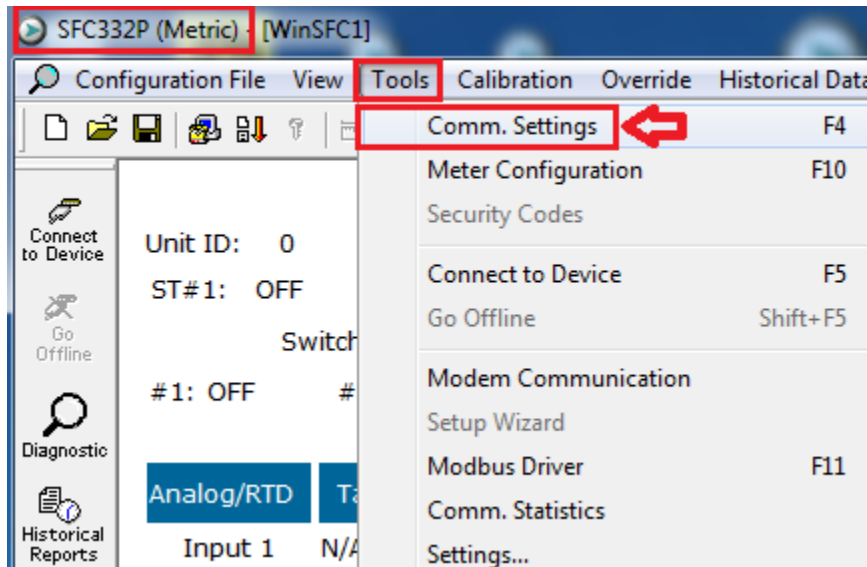 SFC332P (Metric) - [WinSFC1]
Configuration File View Tools Calibration Override Historical Data
Comm. Settings F4
Meter Configuration F10
Security Codes
Connect to Device F5
Go Offline Shift+F5
Modem Communication
Setup Wizard
Modbus Driver F11
Comm. Statistics
Settings...
Connect
to Device
Go
Offline
Diagnostic
Historical
Reports
Unit ID: 0
ST#1: OFF
Switch
#1: OFF #
Analog/RTD
Input 1 N/A